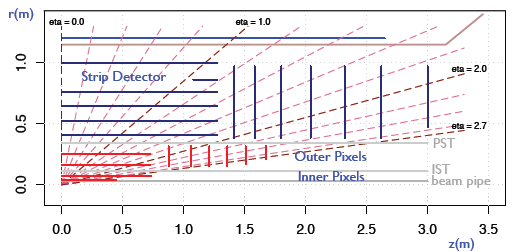 r(m)
eta = 0.0
eta = 1.0
1.0
Strip Detector
eta = 2.0
0.5
eta = 2.7
PST
Outer Pixels
IST
Inner Pixels
beam pipe
0.0
0.0 0.5 1.0 1.5 2.0 2.5 3.0 3.5
z(m)